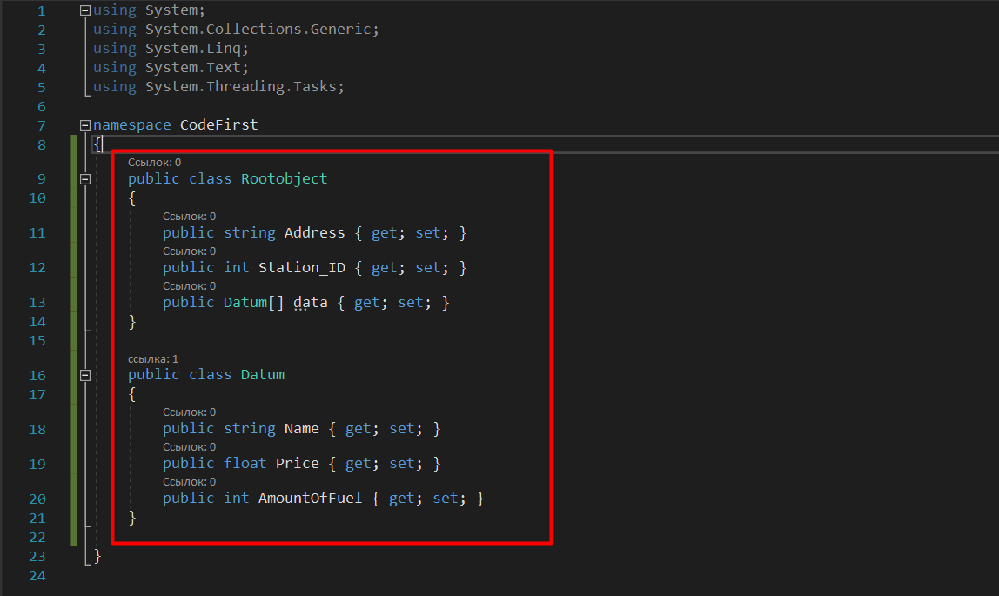 1 using System;
2 using System.Collections.Generic;
3 using System.Linq;
4 using System.Text;
5 using System.Threading.Tasks;
6
7 namespace CodeFirst
8 {
Ссылок: 0
9 public class Rootobject
10 {
Ссылок: 0
11 public string Address { get; set; }
Ссылок: 0
12 public int Station_ID { get; set; }
Ссылок: 0
13 public Datum[] data { get; set; }
14 }
15
ссылка: 1
16 public class Datum
17 {
Ссылок: 0
18 public string Name { get; set; }
Ссылок: 0
19 public float Price { get; set; }
Ссылок: 0
20 public int AmountOfFuel { get; set; }
21 }
22
23 }
24